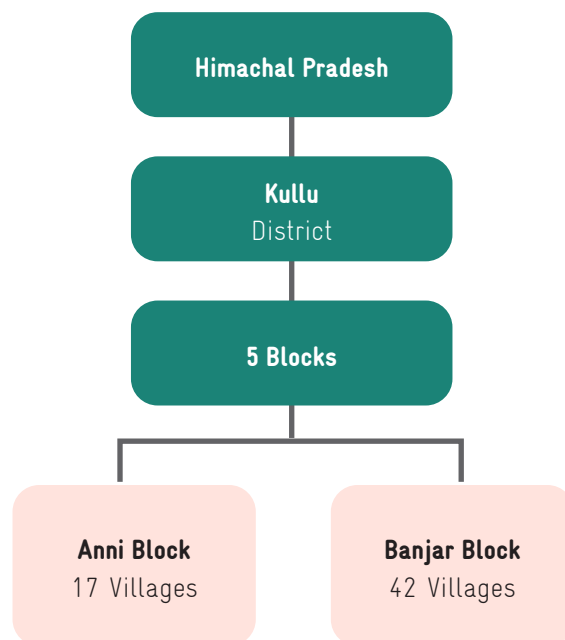 Himachal Pradesh
Kullu
District
5 Blocks
Anni Block
17 Villages
Banjar Block
42 Villages